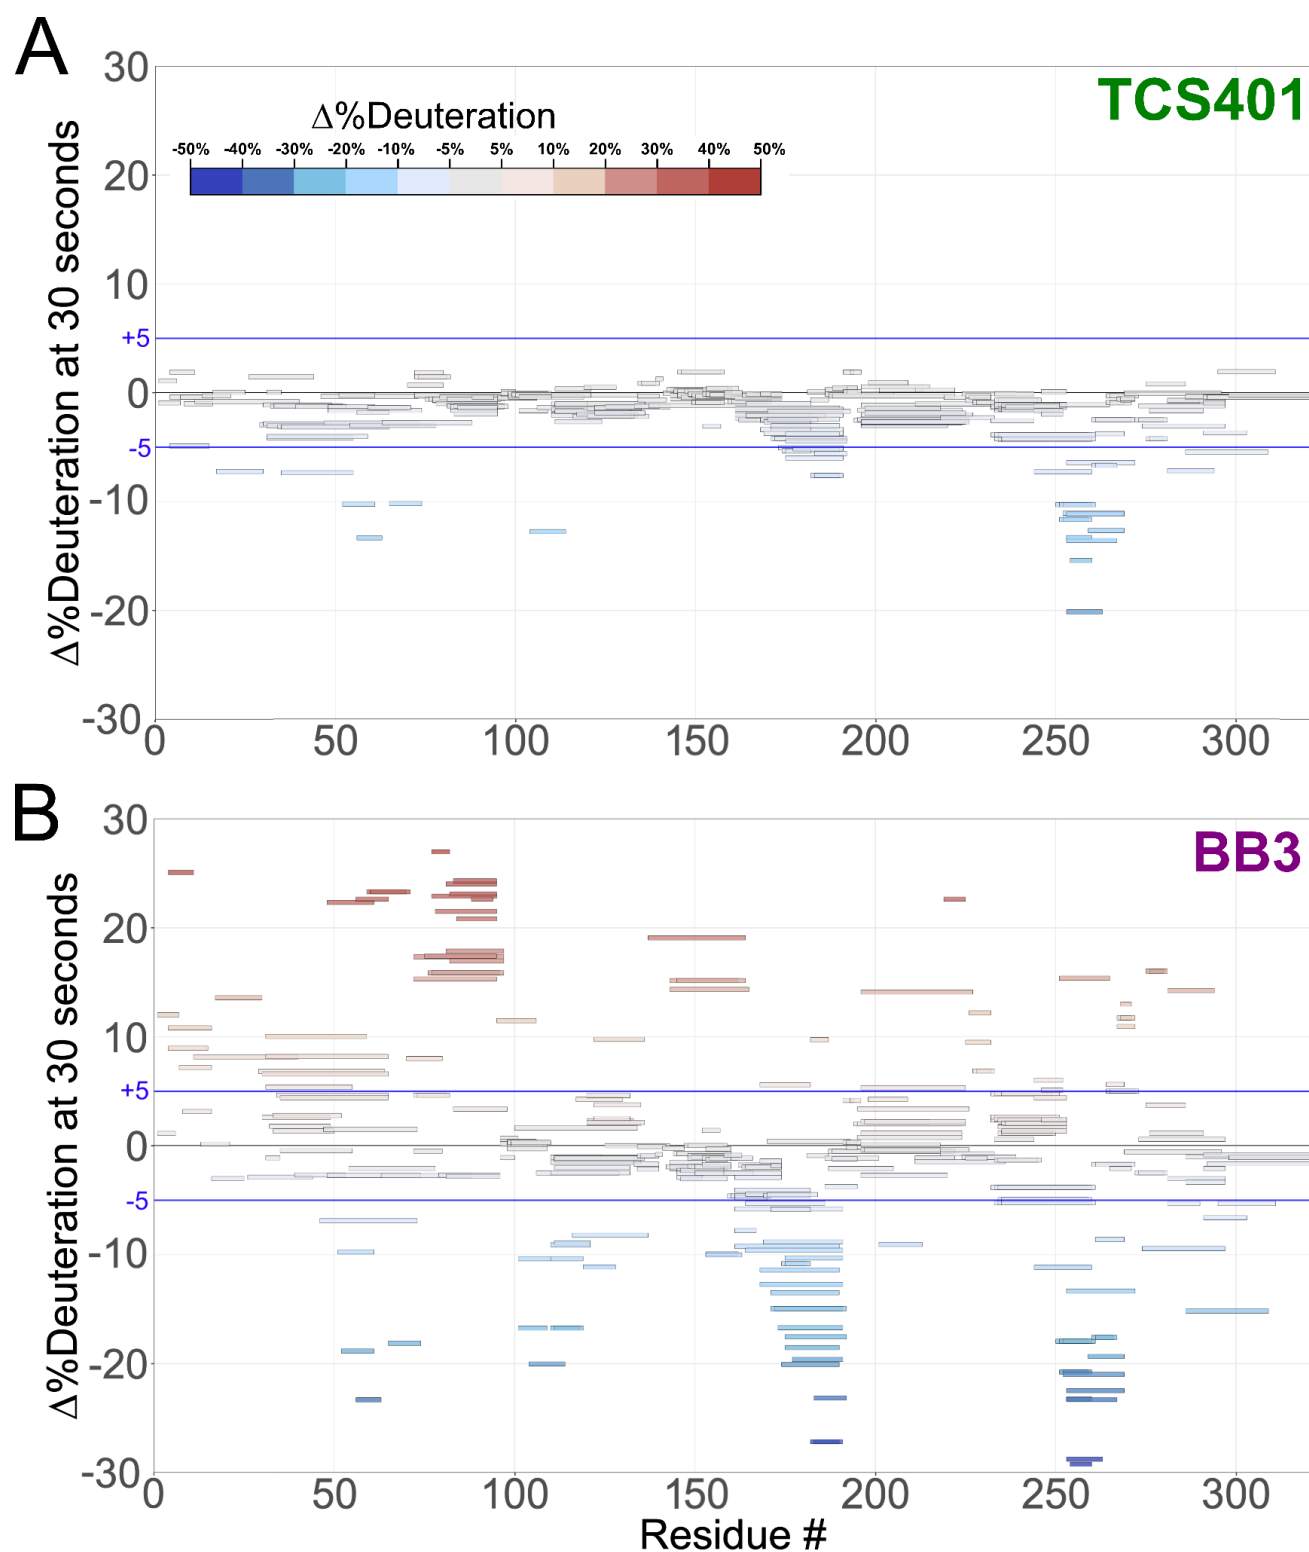 A
TCS401
Δ%Deuteration at 30 seconds
Δ%Deuteration
-50% -40% -30% -20% -10% -5% 5% 10% 20% 30% 40% 50%
30
20
10
+5
0
-5
-10
-20
-30
0 50 100 150 200 250 300
B
BB3
Δ%Deuteration at 30 seconds
30
20
10
+5
0
-5
-10
-20
-30
0 50 100 150 200 250 300
Residue #